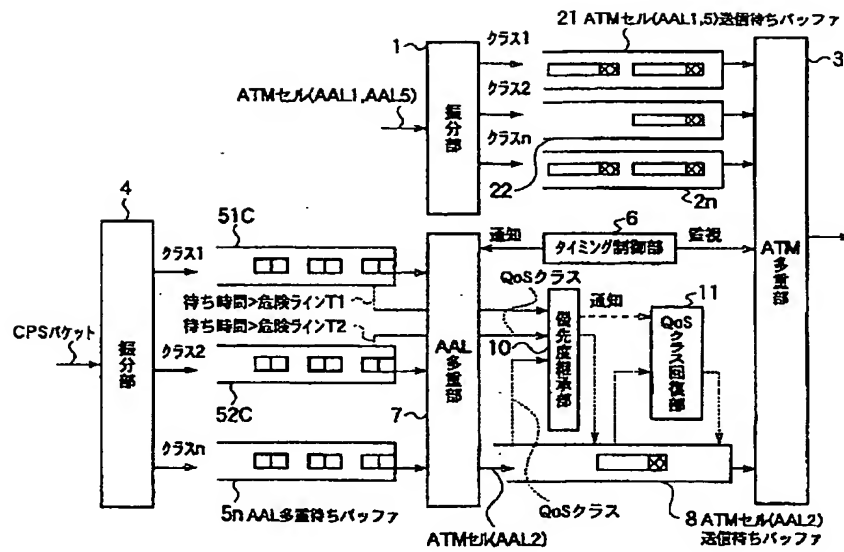 21 ATMセル(AAL1,5)送信待ちバッファ
クラス1
1
3
ATMセル(AAL1,AAL5)
振分部
クラス2
クラスn
22
2n
ATM多重部
4
振分部
CPSパケット
51C
クラス1
待ち時間>危険ラインT1
待ち時間>危険ラインT2
クラス2
52C
クラスn
5n AAL多重待ちバッファ
AAL多重部
7
通知
6
タイミング制御部
監視
QoSクラス
通知
10
優先度継承部
11
QoSクラス回復部
QoSクラス
ATMセル(AAL2)
8 ATMセル(AAL2)
送信待ちバッファ